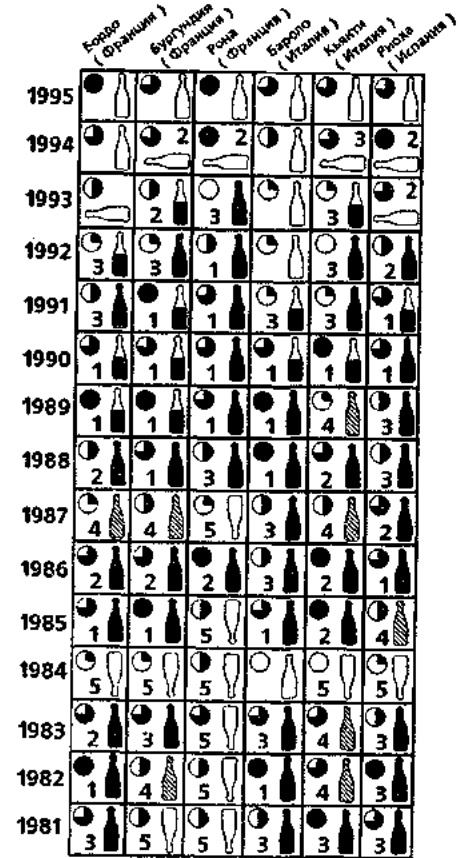 Бордо
( Франция )
Бургундия
( Франция )
Рона
( Франция )
Бароло
( Италия )
Кьянти
( Италия )
Риоха
( Испания )
1995
1994 2 2 3 2
1993 2 3 3 2
1992 3 3 1 3 2
1991 3 1 1 3 3 1
1990 1 1 1 1 1 1
1989 1 1 1 1 4 3
1988 2 1 3 1 2 3
1987 4 4 5 3 4 2
1986 2 2 2 3 2 1
1985 1 1 5 1 2 4
1984 5 5 5 5 5
1983 2 3 5 3 4 3
1982 1 4 5 1 4 3
1981 3 5 5 3 3 3